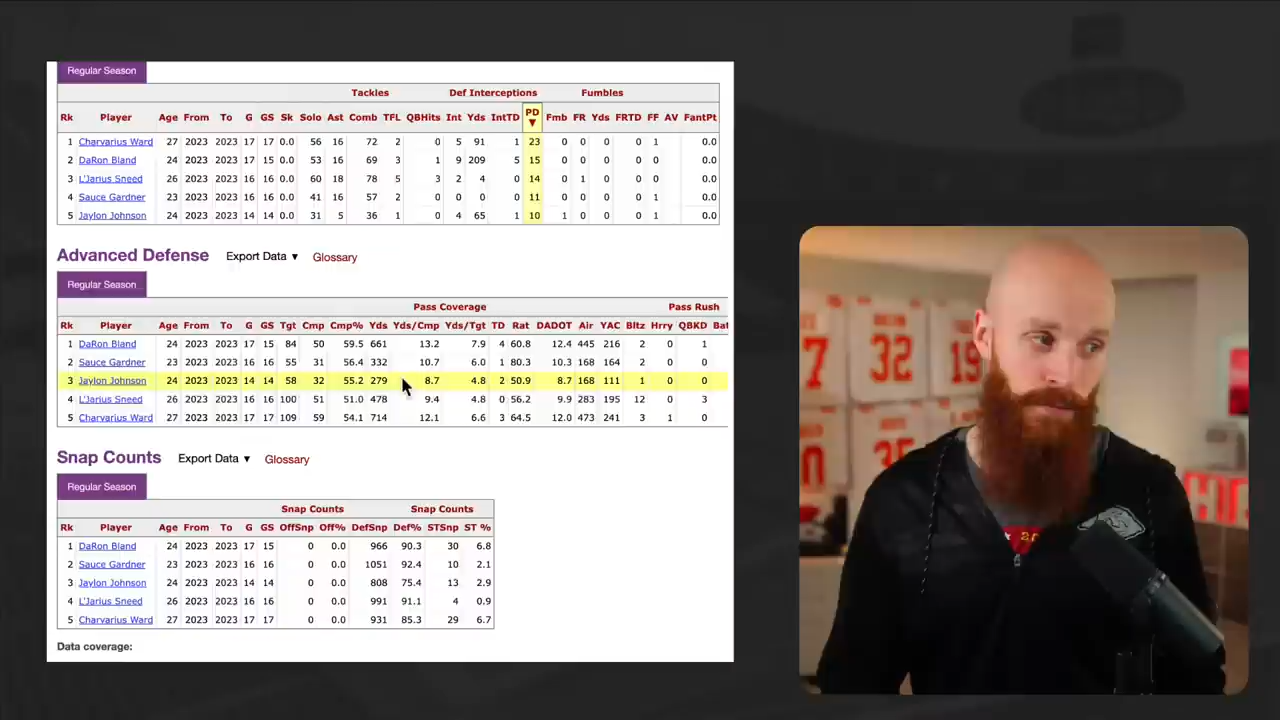 Regular Season
Tackles Def Interceptions Fumbles
Rk Player Age From To G GS Sk Solo Ast Comb TFL QBHits Int Yds IntTD PD ▼ Fmb FR Yds FRTD FF AV FantPt
1 Charvarius Ward 27 2023 2023 17 17 0.0 56 16 72 2 0 5 91 1 23 0 0 0 0 1 0.0
2 DaRon Bland 24 2023 2023 17 15 0.0 53 16 69 3 1 9 209 5 15 0 0 0 0 0 0.0
3 L'Jarius Sneed 26 2023 2023 16 16 0.0 60 18 78 5 3 2 4 0 14 0 1 0 0 1 0.0
4 Sauce Gardner 23 2023 2023 16 16 0.0 41 16 57 2 0 0 0 0 11 0 0 0 0 1 0.0
5 Jaylon Johnson 24 2023 2023 14 14 0.0 31 5 36 1 0 4 65 1 10 1 0 0 0 1 0.0
Advanced Defense Export Data ▼ Glossary
Regular Season
Pass Coverage Pass Rush
Rk Player Age From To G GS Tgt Cmp Cmp% Yds Yds/Cmp Yds/Tgt TD Rat DADOT Air YAC Bltz Hrry QBKD Bat
1 DaRon Bland 24 2023 2023 17 15 84 50 59.5 661 13.2 7.9 4 60.8 12.4 445 216 2 0 1
2 Sauce Gardner 23 2023 2023 16 16 55 31 56.4 332 10.7 6.0 1 80.3 10.3 168 164 2 0 0
3 Jaylon Johnson 24 2023 2023 14 14 58 32 55.2 279 8.7 4.8 2 50.9 8.7 168 111 1 0 0
4 L'Jarius Sneed 26 2023 2023 16 16 100 51 51.0 478 9.4 4.8 0 56.2 9.9 283 195 12 0 3
5 Charvarius Ward 27 2023 2023 17 17 109 59 54.1 714 12.1 6.6 3 64.5 12.0 473 241 3 1 0
Snap Counts Export Data ▼ Glossary
Regular Season
Snap Counts Snap Counts
Rk Player Age From To G GS OffSnp Off% DefSnp Def% STSnp ST %
1 DaRon Bland 24 2023 2023 17 15 0 0.0 966 90.3 30 6.8
2 Sauce Gardner 23 2023 2023 16 16 0 0.0 1051 92.4 10 2.1
3 Jaylon Johnson 24 2023 2023 14 14 0 0.0 808 75.4 13 2.9
4 L'Jarius Sneed 26 2023 2023 16 16 0 0.0 991 91.1 4 0.9
5 Charvarius Ward 27 2023 2023 17 17 0 0.0 931 85.3 29 6.7
Data coverage:
7 32 19
0 35